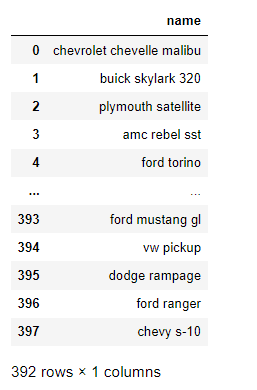 name
0 chevrolet chevelle malibu
1 buick skylark 320
2 plymouth satellite
3 amc rebel sst
4 ford torino
... ...
393 ford mustang gl
394 vw pickup
395 dodge rampage
396 ford ranger
397 chevy s-10
392 rows × 1 columns